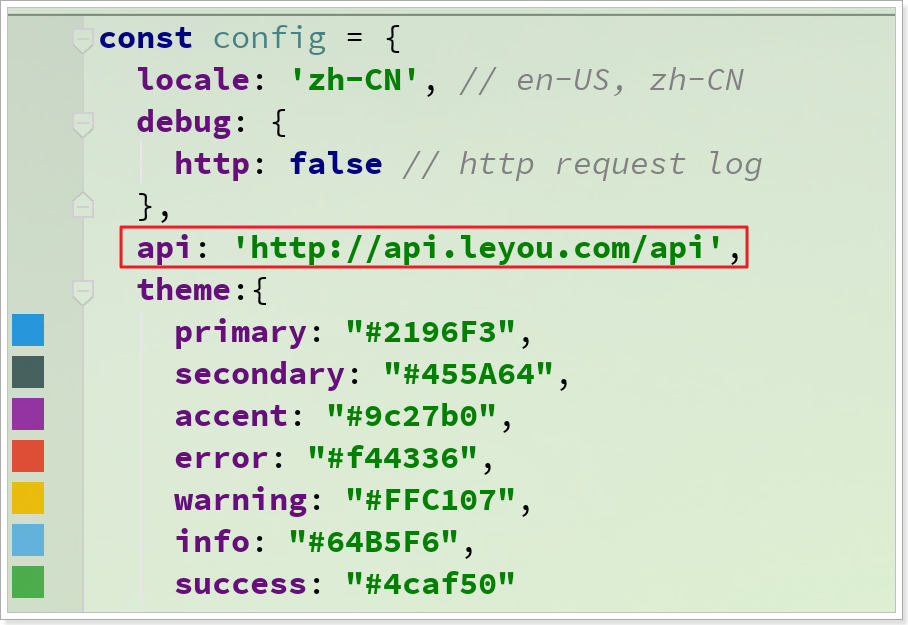 const config = {
locale: 'zh-CN', // en-US, zh-CN
debug: {
http: false // http request log
},
api: 'http://api.leyou.com/api',
theme:{
primary: "#2196F3",
secondary: "#455A64",
accent: "#9c27b0",
error: "#f44336",
warning: "#FFC107",
info: "#64B5F6",
success: "#4caf50"